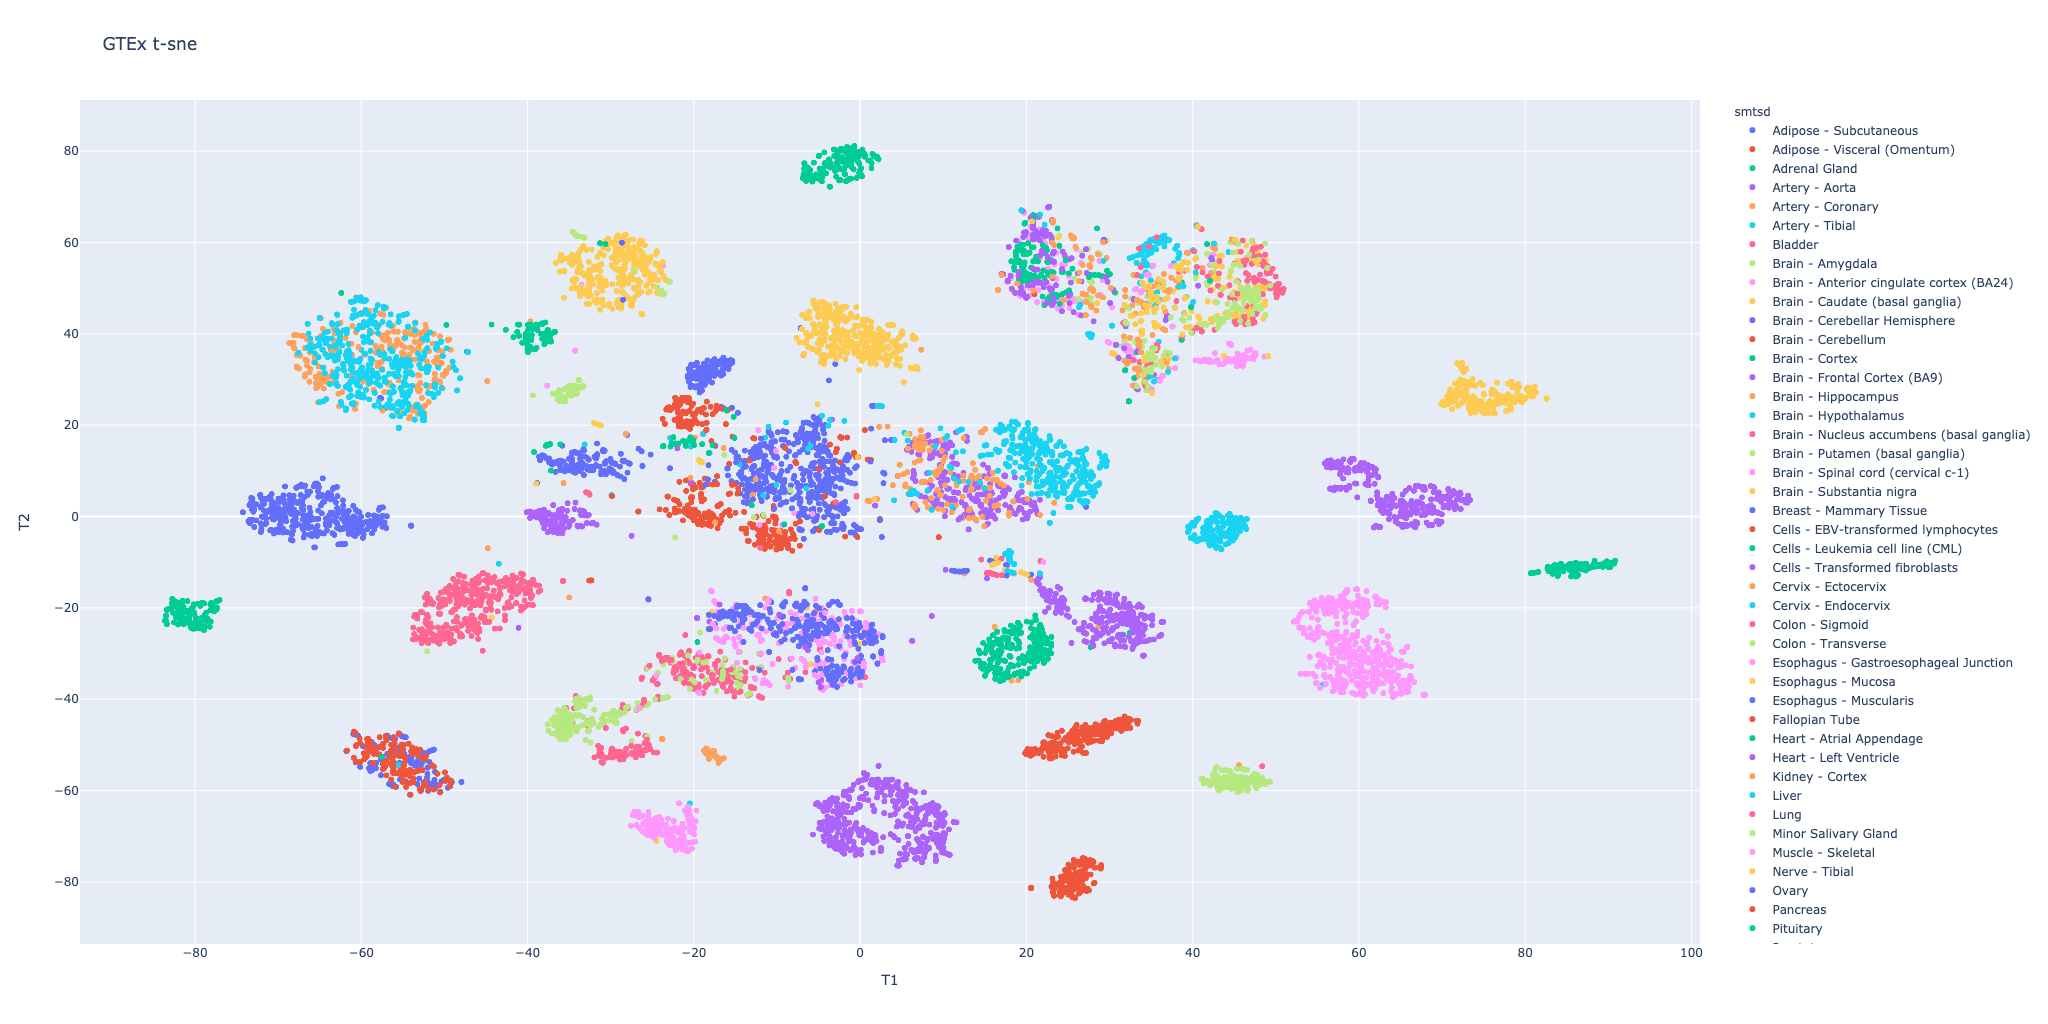 GTEx t-sne
80
60
40
20
0
−20
−40
−60
−80
T2
−80
−60
−40
−20
0
20
40
60
80
100
T1
smtsd
Adipose - Subcutaneous
Adipose - Visceral (Omentum)
Adrenal Gland
Artery - Aorta
Artery - Coronary
Artery - Tibial
Bladder
Brain - Amygdala
Brain - Anterior cingulate cortex (BA24)
Brain - Caudate (basal ganglia)
Brain - Cerebellar Hemisphere
Brain - Cerebellum
Brain - Cortex
Brain - Frontal Cortex (BA9)
Brain - Hippocampus
Brain - Hypothalamus
Brain - Nucleus accumbens (basal ganglia)
Brain - Putamen (basal ganglia)
Brain - Spinal cord (cervical c-1)
Brain - Substantia nigra
Breast - Mammary Tissue
Cells - EBV-transformed lymphocytes
Cells - Leukemia cell line (CML)
Cells - Transformed fibroblasts
Cervix - Ectocervix
Cervix - Endocervix
Colon - Sigmoid
Colon - Transverse
Esophagus - Gastroesophageal Junction
Esophagus - Mucosa
Esophagus - Muscularis
Fallopian Tube
Heart - Atrial Appendage
Heart - Left Ventricle
Kidney - Cortex
Liver
Lung
Minor Salivary Gland
Muscle - Skeletal
Nerve - Tibial
Ovary
Pancreas
Pituitary